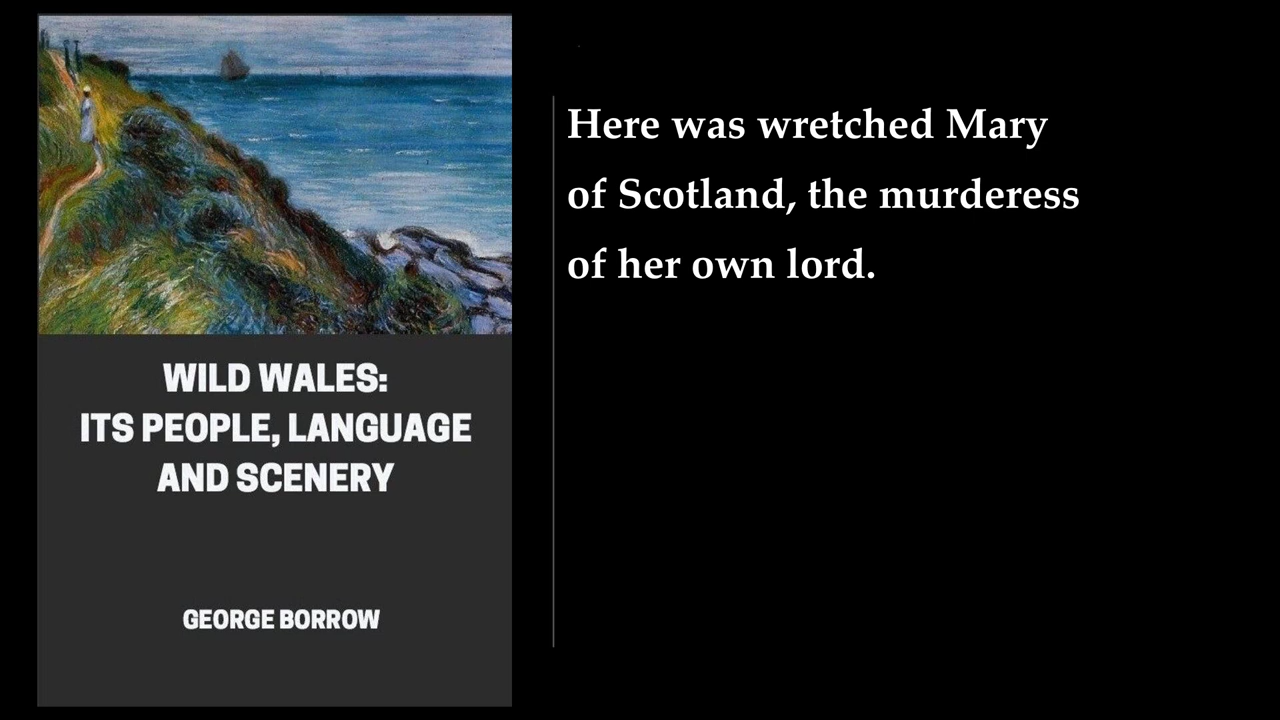 WILD WALES:
ITS PEOPLE, LANGUAGE
AND SCENERY
GEORGE BORROW
Here was wretched Mary
of Scotland, the murderess
of her own lord.